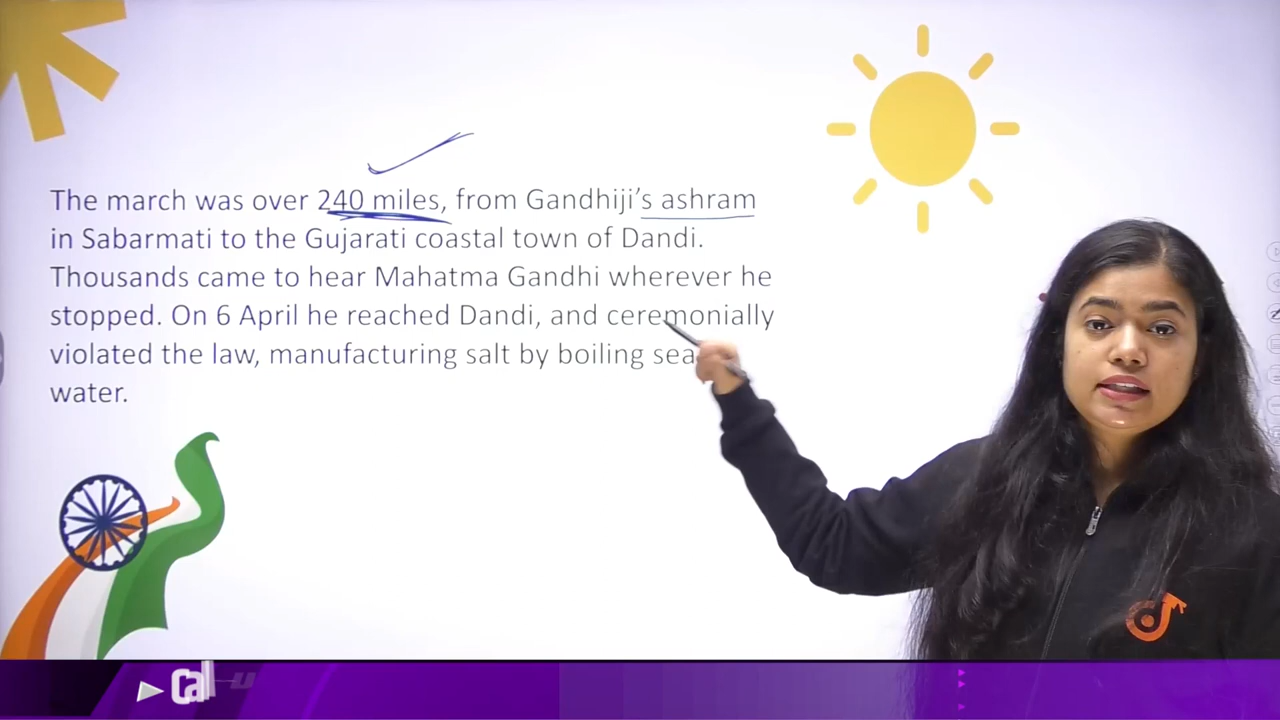 The march was over 240 miles, from Gandhiji's ashram
in Sabarmati to the Gujarati coastal town of Dandi.
Thousands came to hear Mahatma Gandhi wherever he
stopped. On 6 April he reached Dandi, and ceremonially
violated the law, manufacturing salt by boiling sea
water.
Cal